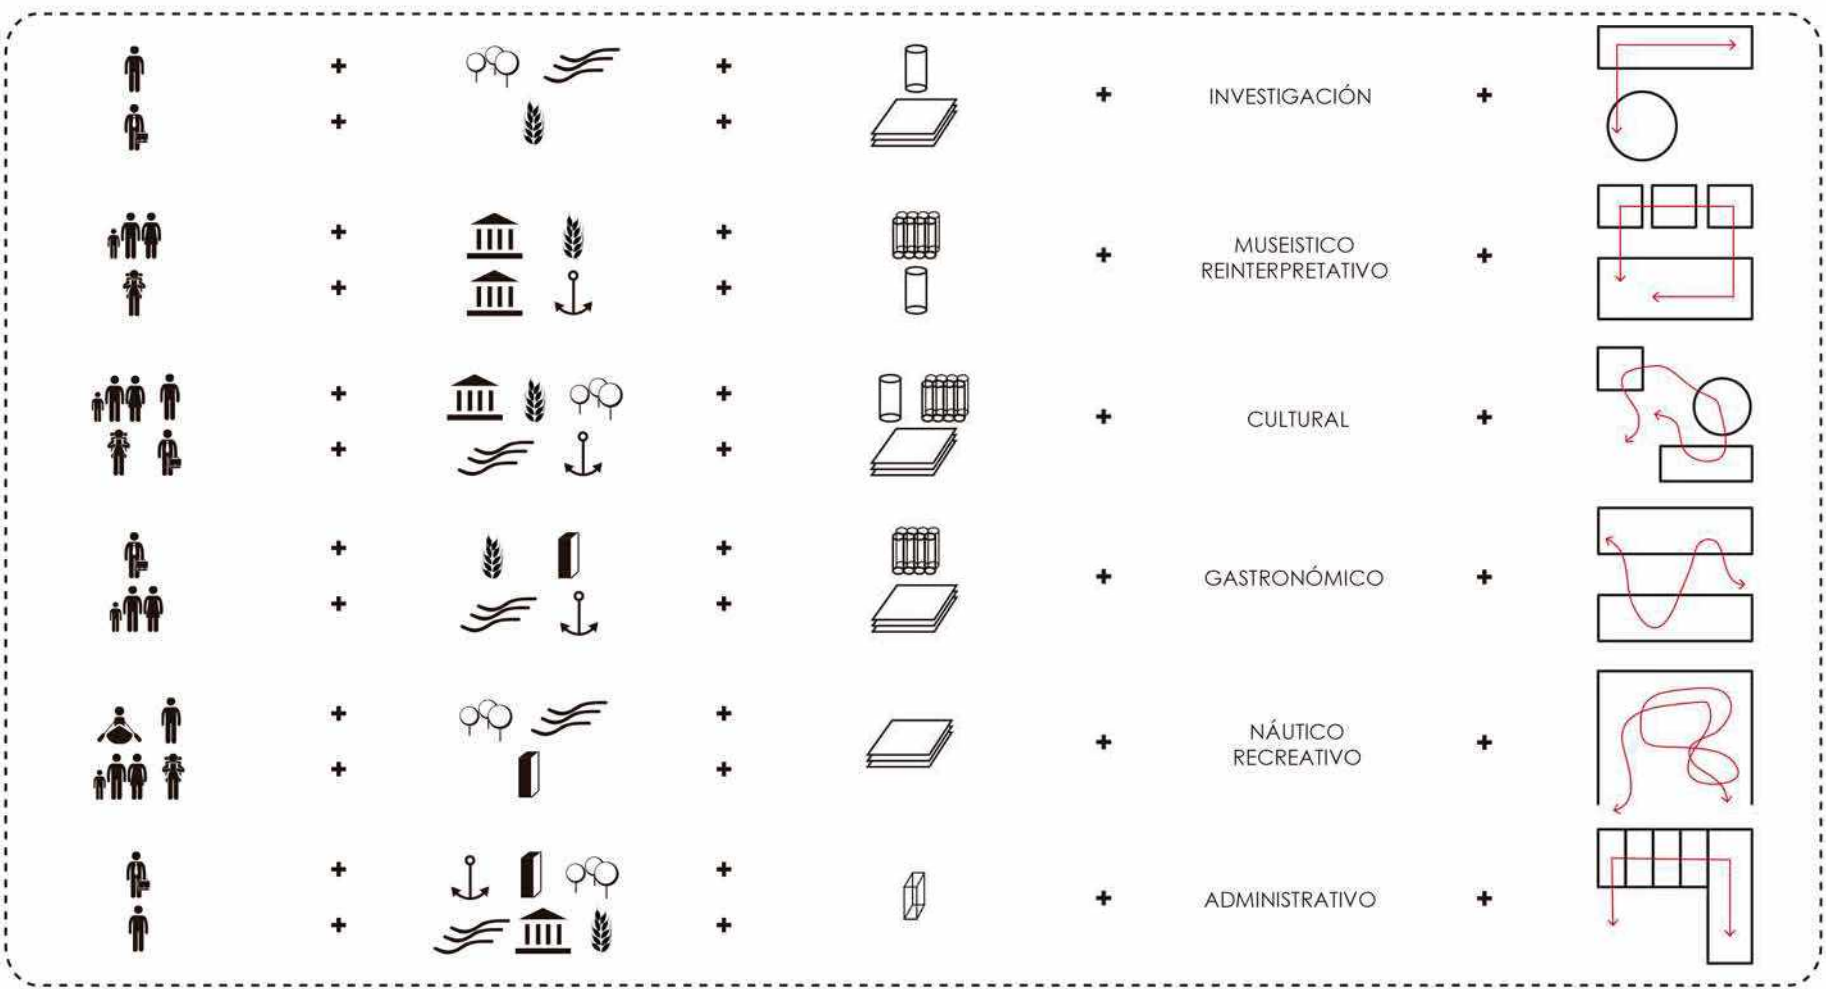 INVESTIGACIÓN
MUSEISTICO
REINTERPRETATIVO
CULTURAL
GASTRONÓMICO
NÁUTICO
RECREATIVO
ADMINISTRATIVO